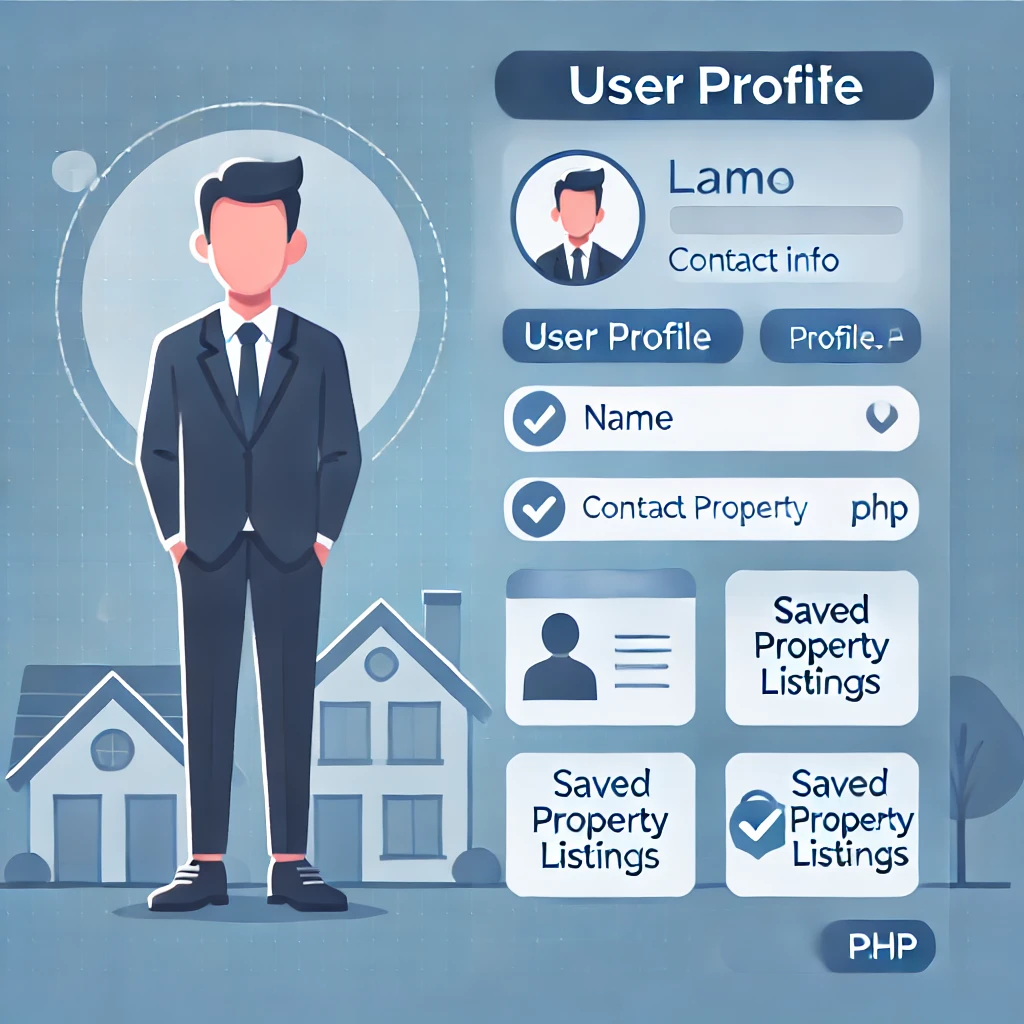 User Profife
Lamo
Contact info
User Profile
Profile.
Name
Contact Property php
Saved
Property
Listings
Saved
Property
Listings
Saved
Property
Listings
PHP